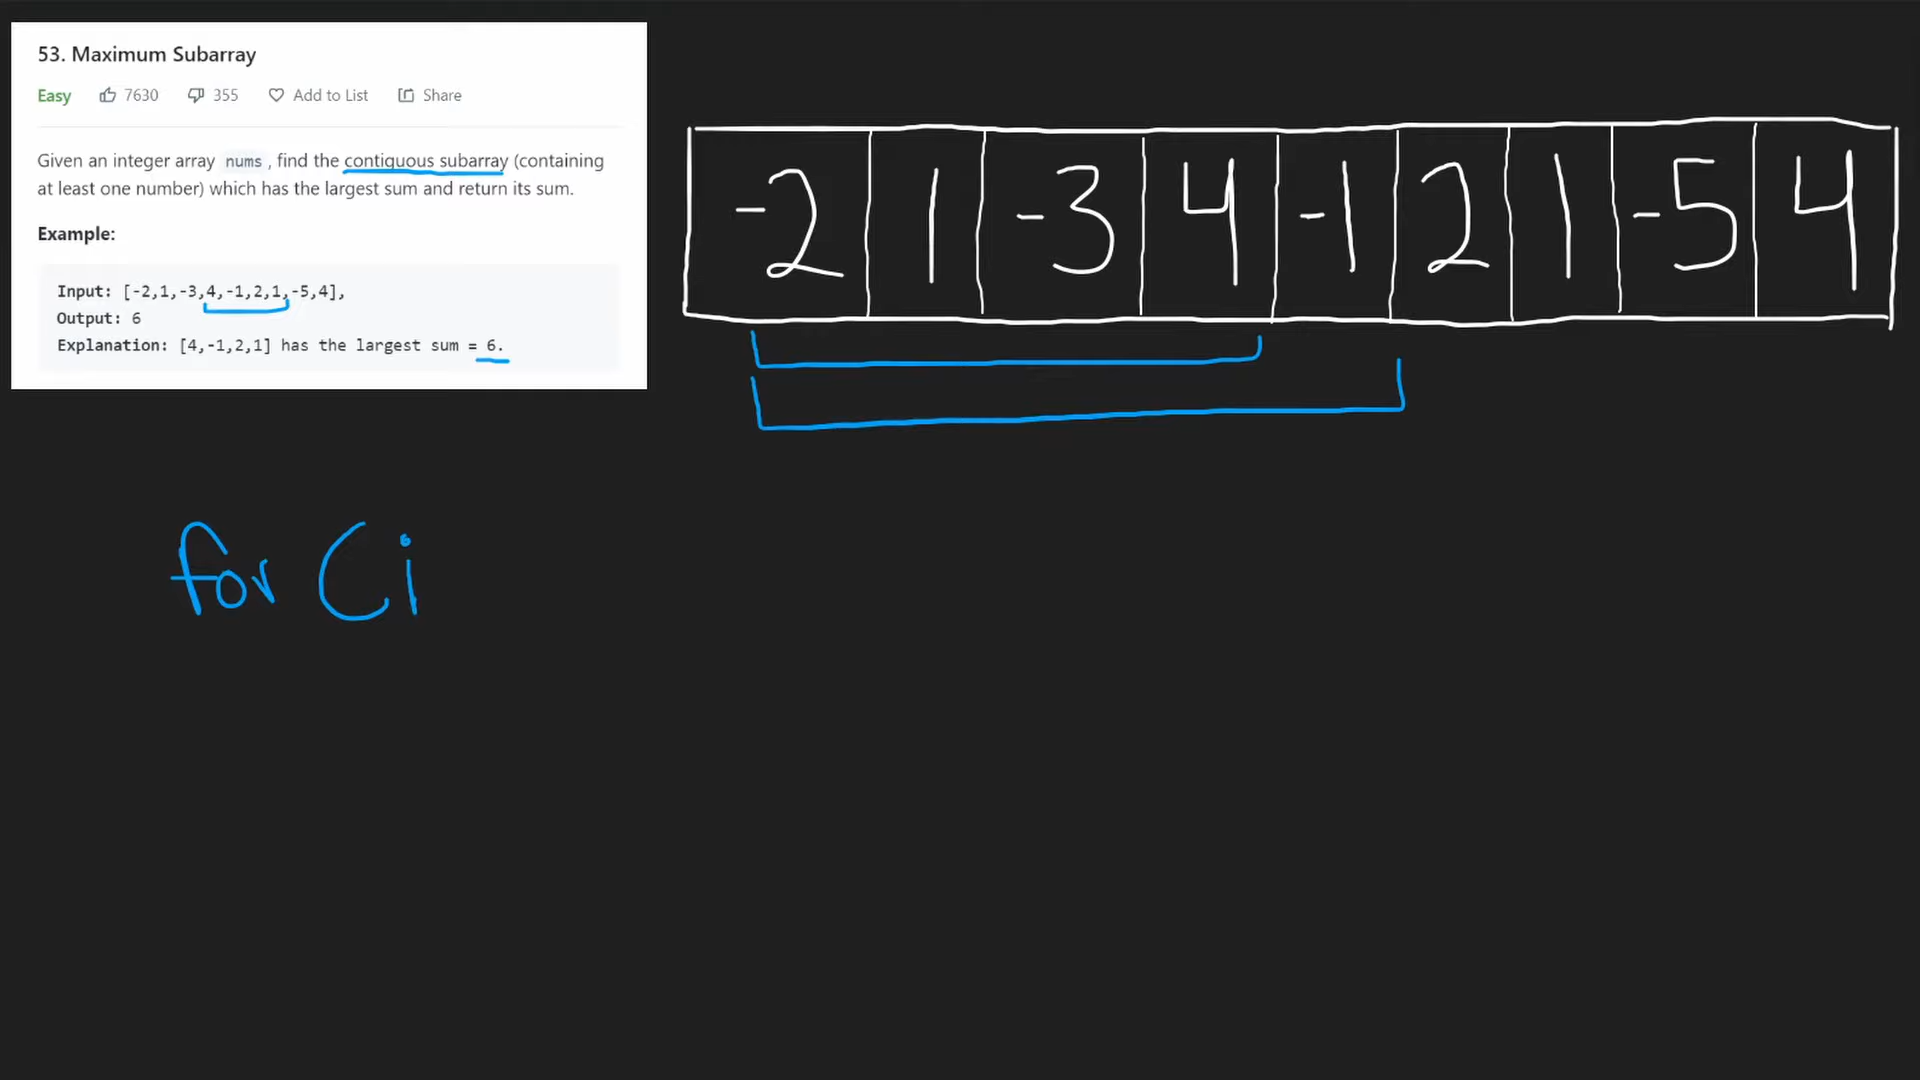 53. Maximum Subarray
Easy 7630 355 Add to List Share
Given an integer array nums, find the contiguous subarray (containing
at least one number) which has the largest sum and return its sum.
Example:
Input: [-2,1,-3,4,-1,2,1,-5,4],
Output: 6
Explanation: [4,-1,2,1] has the largest sum = 6.
-2 1 -3 4 -1 2 1 -5 4
for Ci